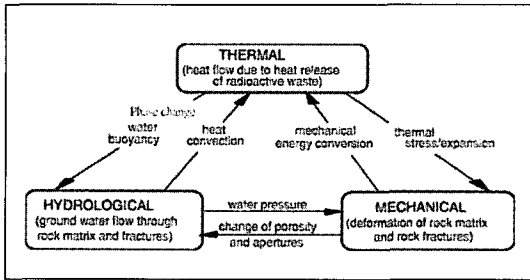 THERMAL
(heat flow due to heat release
of radioactive waste)
Phase change
water
buoyancy
heat
convection
mechanical
energy conversion
thermal
stress/expansion
HYDROLOGICAL
(ground water flow through
rock matrix and fractures)
water pressure
change of porosity
and apertures
MECHANICAL
(deformation of rock matrix
and rock fractures)